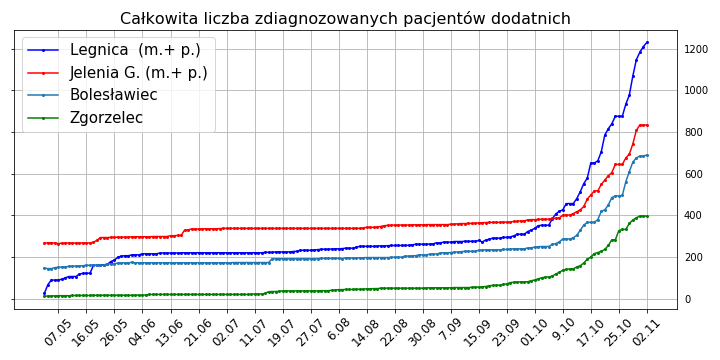 Całkowita liczba zdiagnozowanych pacjentów dodatnich
Legnica (m.+ p.)
Jelenia G. (m.+ p.)
Bolesławiec
Zgorzelec
1200
1000
800
600
400
200
0
07.05 16.05 26.05 04.06 13.06 21.06 02.07 11.07 19.07 27.07 6.08 14.08 22.08 30.08 7.09 15.09 23.09 01.10 9.10 17.10 25.10 02.11